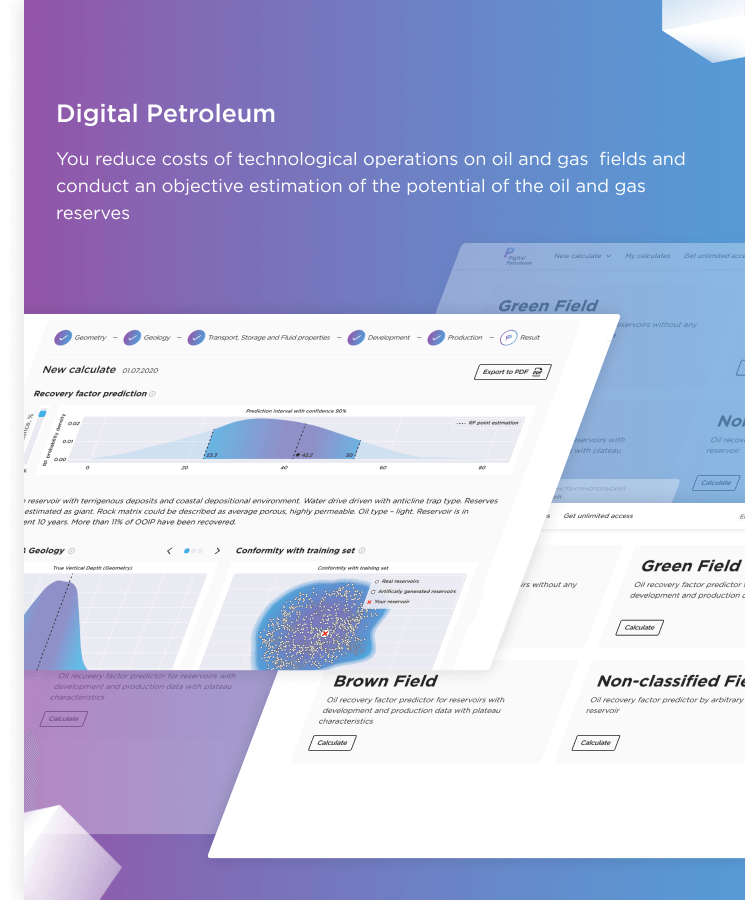 Digital Petroleum
You reduce costs of technological operations on oil and gas fields and
conduct an objective estimation of the potential of the oil and gas
reserves
Digital
Petroleum
New calculate
My calculates
Get unlimited
Green Field
reservoirs without any
Geometry – Geology – Transport, Storage and Fluid properties – Development – Production – Result
New calculate 01.07.2020
Export to PDF
Recovery factor prediction
Prediction interval with confidence 90%
RF point estimation
RF probability density
0.02
0.01
0.00
23.3
42.2
50
0 20 40 60 80
reservoirs with
with plateau
reservoir
Calculate
reservoir with terrigenous deposits and coastal depositional environment. Water drive driven with anticline trap type. Reserves
estimated as giant. Rock matrix could be described as average porous, highly permeable. Oil type – light. Reservoir is in
10 years. More than 11% of OOIP have been recovered.
Get unlimited access
Geology
Conformity with training set
True Vertical Depth (Geometry)
Conformity with training set
Real reservoirs
Artifically generated reservoirs
Your reservoir
without any
Green Field
Oil recovery factor predictor
development and production
Calculate
Oil recovery factor predictor for reservoirs with
development and production data with plateau
characteristics
Calculate
Brown Field
Oil recovery factor predictor for reservoirs with
development and production data with plateau
characteristics
Calculate
Non-classified
Oil recovery factor predictor by arbitrary
reservoir
Calculate